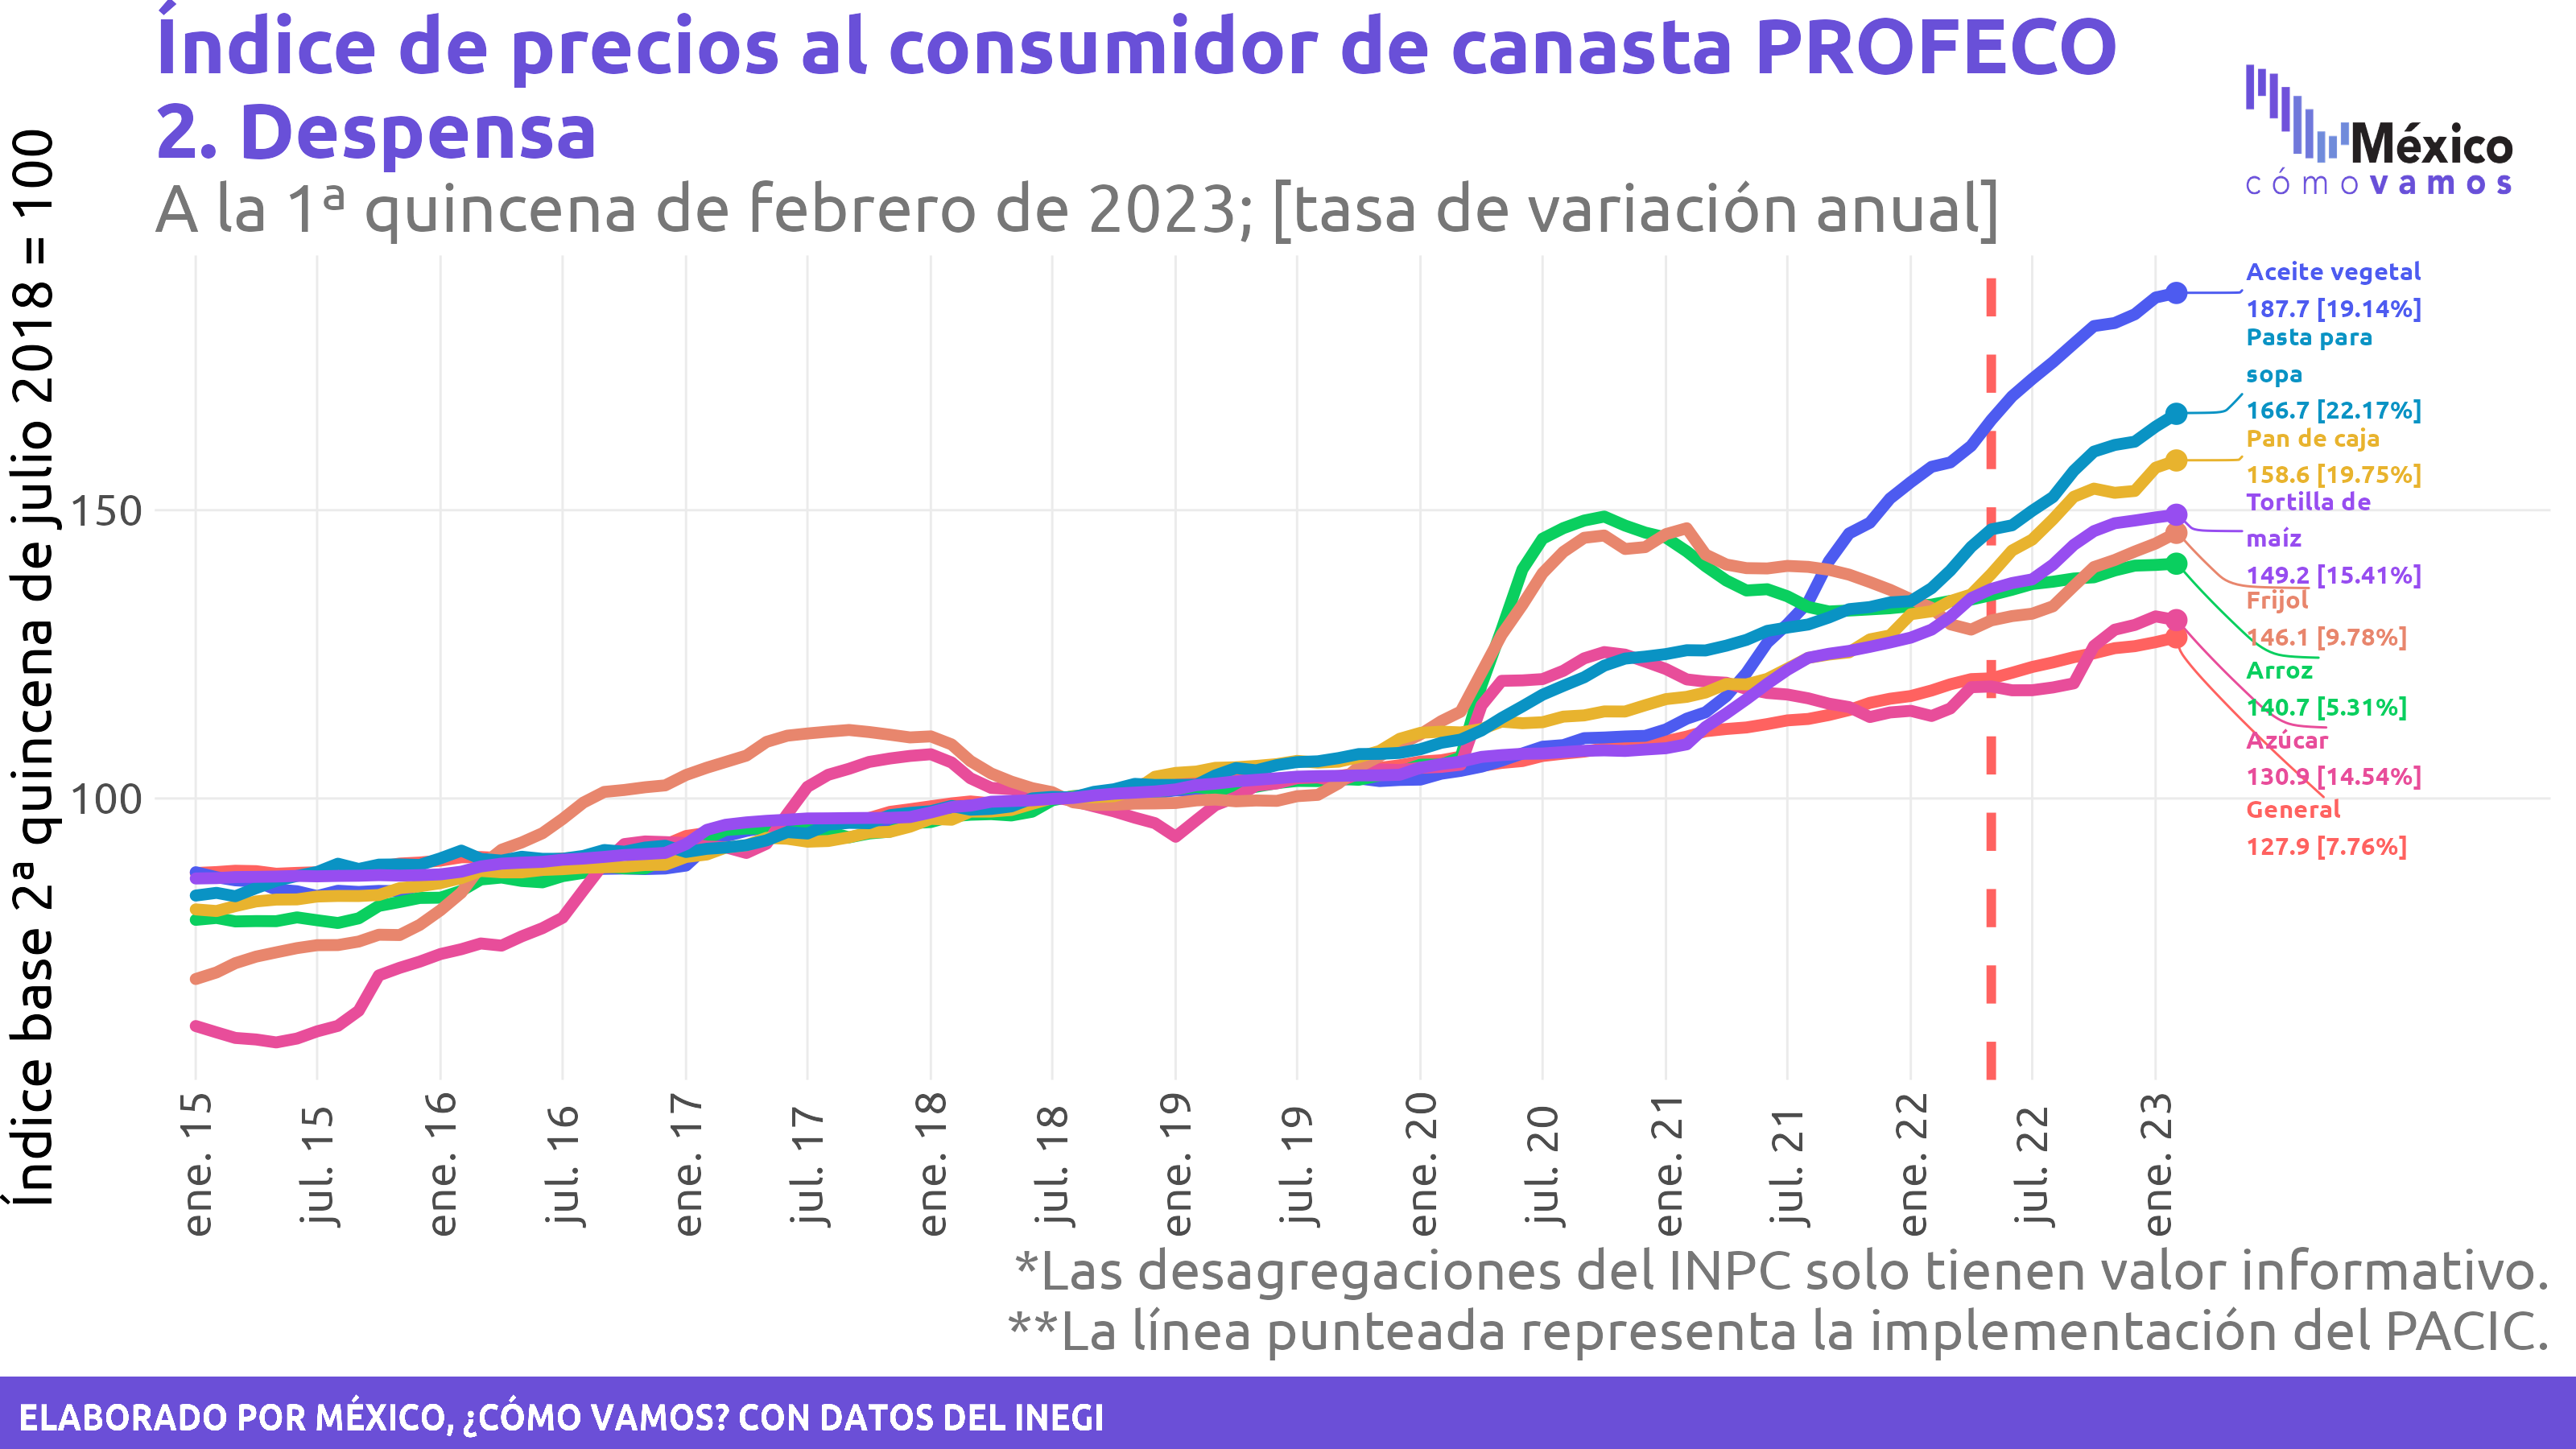 Índice de precios al consumidor de canasta PROFECO
2. Despensa
A la 1ª quincena de febrero de 2023; [tasa de variación anual]
México
cómovamos
Índice base 2ª quincena de julio 2018 = 100
150
100
Aceite vegetal
187.7 [19.14%]
Pasta para
sopa
166.7 [22.17%]
Pan de caja
158.6 [19.75%]
Tortilla de
maíz
149.2 [15.41%]
Frijol
146.1 [9.78%]
Arroz
140.7 [5.31%]
Azúcar
130.9 [14.54%]
General
127.9 [7.76%]
ene. 15
jul. 15
ene. 16
jul. 16
ene. 17
jul. 17
ene. 18
jul. 18
ene. 19
jul. 19
ene. 20
jul. 20
ene. 21
jul. 21
ene. 22
jul. 22
ene. 23
*Las desagregaciones del INPC solo tienen valor informativo.
**La línea punteada representa la implementación del PACIC.
ELABORADO POR MÉXICO, ¿CÓMO VAMOS? CON DATOS DEL INEGI